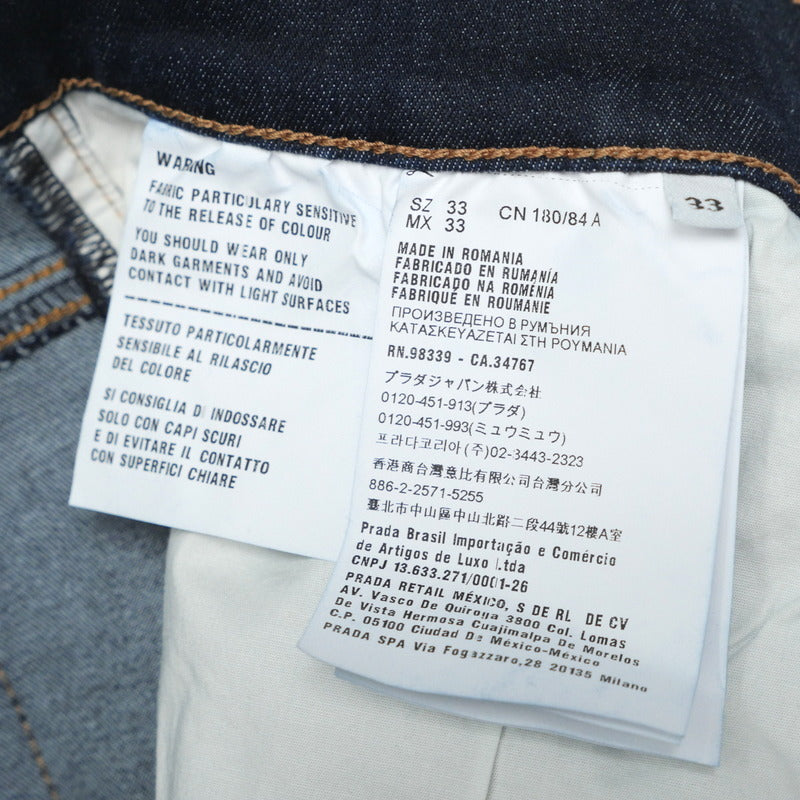 WARNG
FABRIC PARTICULARY SENSITIVE
TO THE RELEASE OF COLOUR
YOU SHOULD WEAR ONLY
DARK GARMENTS AND AVOID
CONTACT WITH LIGHT SURFACES
TESSUTO PARTICOLARMENTE
SENSIBILE AL RILASCIO
DEL COLORE
SI CONSIGLIA DI INDOSSARE
SOLO CON CAPI SCURI
E DI EVITARE IL CONTATTO
CON SUPERFICI CHIARE
SZ 33 CN 180/84 A
MX 33
33
MADE IN ROMANIA
FABRICADO EN RUMANÍA
FABRICADO NA ROMÉNIA
FABRIQUÉ EN ROUMANIE
ПРОИЗВЕДЕНО В РУМЪНИЯ
ΚΑΤΑΣΚΕΥΑΖΕΤΑΙ ΣΤΗ ΡΟΥΜΑΝΙΑ
RN.98339 - CA.34767
プラダジャパン株式会社
0120-451-913(プラダ)
0120-451-993(ミュウミュウ)
프라다코리아(주)02-3443-2323
香港商台灣意比有限公司台灣分公司
886-2-2571-5255
臺北市中山區中山北路二段44號12樓A室
Prada Brasil Importação e Comércio
de Artigos de Luxo Ltda
CNPJ 13.633.271/0001-26
PRADA RETAIL MÉXICO, S DE RL DE CV
AV. Vasco De Quiroga 3800 Col. Lomas
De Vista Hermosa Cuajimalpa De Morelos
C.P. 05100 Ciudad De México-México
PRADA SPA Via Fogazzaro,28 20135 Milano